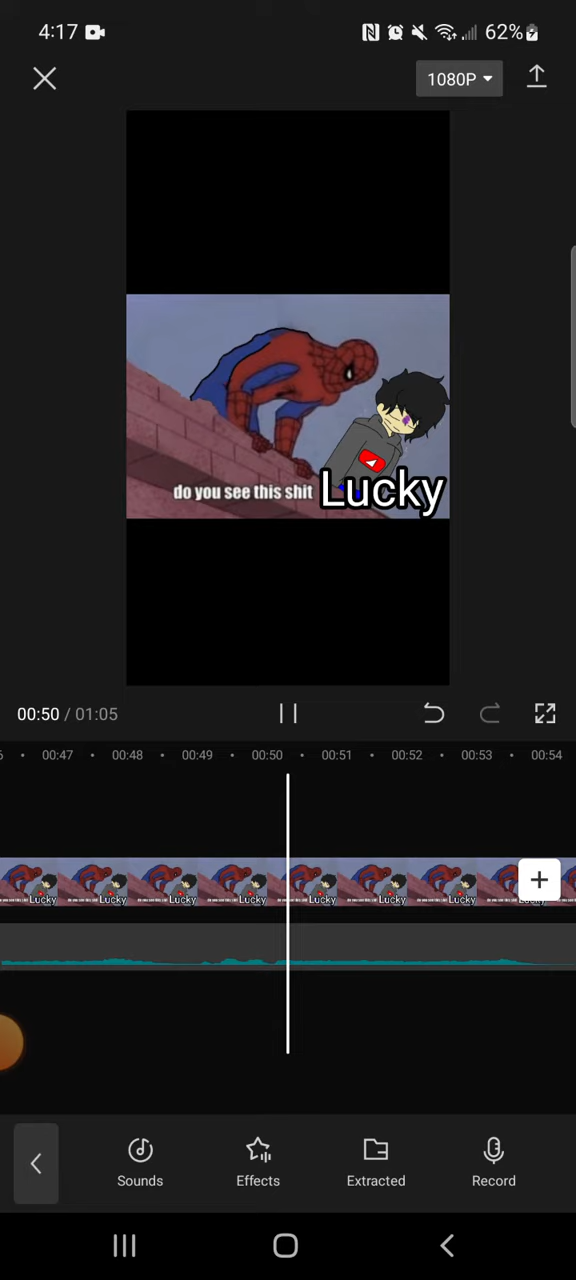 4:17
62%
1080P
do you see this shit
Lucky
00:50 / 01:05
00:47 00:48 00:49 00:50 00:51 00:52 00:53 00:54
Lucky Lucky Lucky Lucky Lucky Lucky Lucky
Sounds Effects Extracted Record